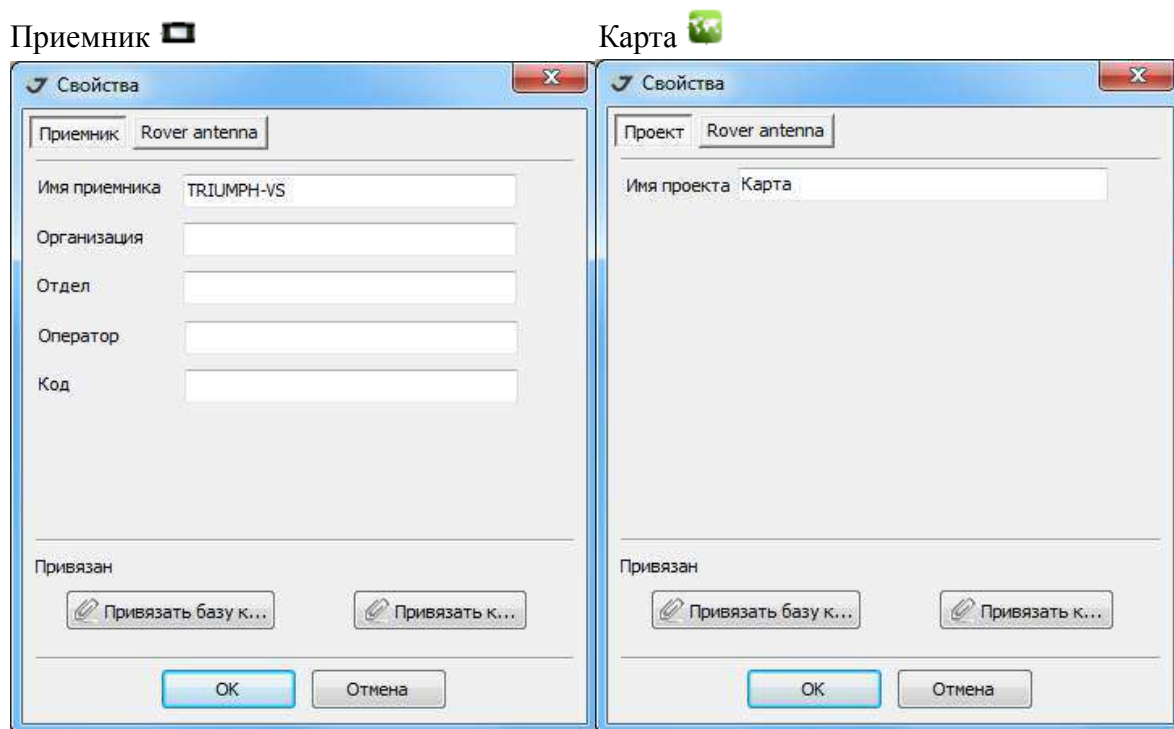 Приемник
Карта
Свойства
Приемник Rover antenna
Имя приемника TRIUMPH-VS
Организация
Отдел
Оператор
Код
Привязан
Привязать базу к... Привязать к...
OK Отмена
Свойства
Проект Rover antenna
Имя проекта Карта
Привязан
Привязать базу к... Привязать к...
OK Отмена